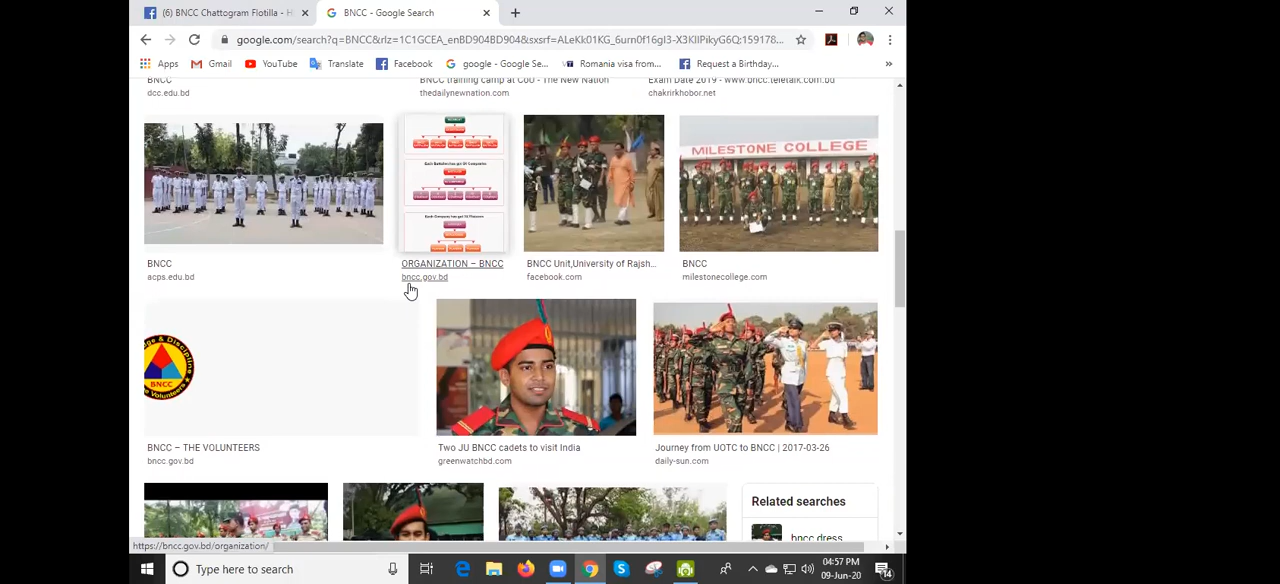 (6) BNCC Chattogram Flotilla - H
BNCC - Google Search
google.com/search?q=BNCC&rlz=1C1GCEA_enBD904BD904&sxsrf=ALeKk01KG_6urn0f16gI3-X3KIIPikyG6Q:159178...
Apps
Gmail
YouTube
Translate
Facebook
google - Google Se...
Romania visa from...
Request a Birthday...
»
BNCC
dcc.edu.bd
BNCC training camp at CoU - The New Nation
thedailynewnation.com
Exam Date 2019 - www.bncc.teletalk.com.bd
chakrirkhobor.net
MILESTONE COLLEGE
BNCC
acps.edu.bd
ORGANIZATION – BNCC
bncc.gov.bd
BNCC Unit,University of Rajsh...
facebook.com
BNCC
milestonecollege.com
BNCC
BNCC – THE VOLUNTEERS
bncc.gov.bd
Two JU BNCC cadets to visit India
greenwatchbd.com
Journey from UOTC to BNCC | 2017-03-26
daily-sun.com
Related searches
bncc dress
https://bncc.gov.bd/organization/
Type here to search
04:57 PM
09-Jun-20
14